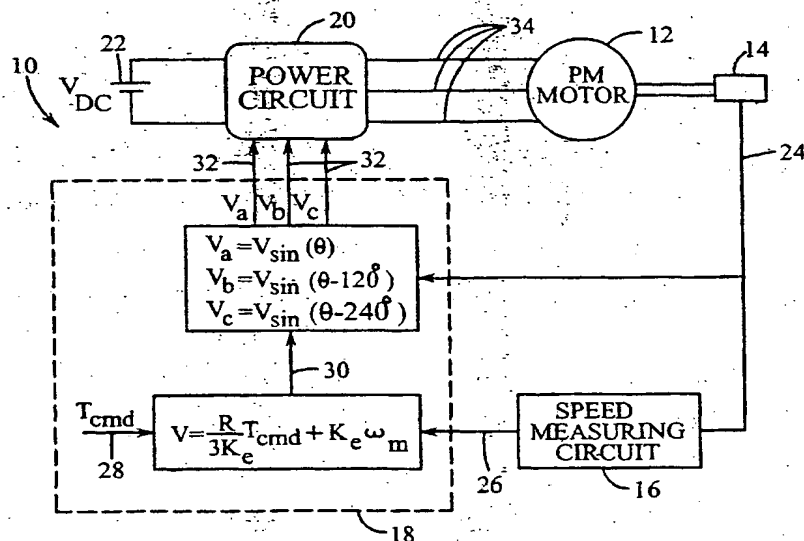 20
34
12
22
10
V
DC
POWER
CIRCUIT
PM
MOTOR
14
24
32
32
V_a V_b V_c
V_a=V_sin (θ)
V_b=V_sin (θ-120°)
V_c=V_sin (θ-240°)
30
T_cmd
28
V=R/3K_e T_cmd + K_e ω_m
26
SPEED
MEASURING
CIRCUIT
16
18